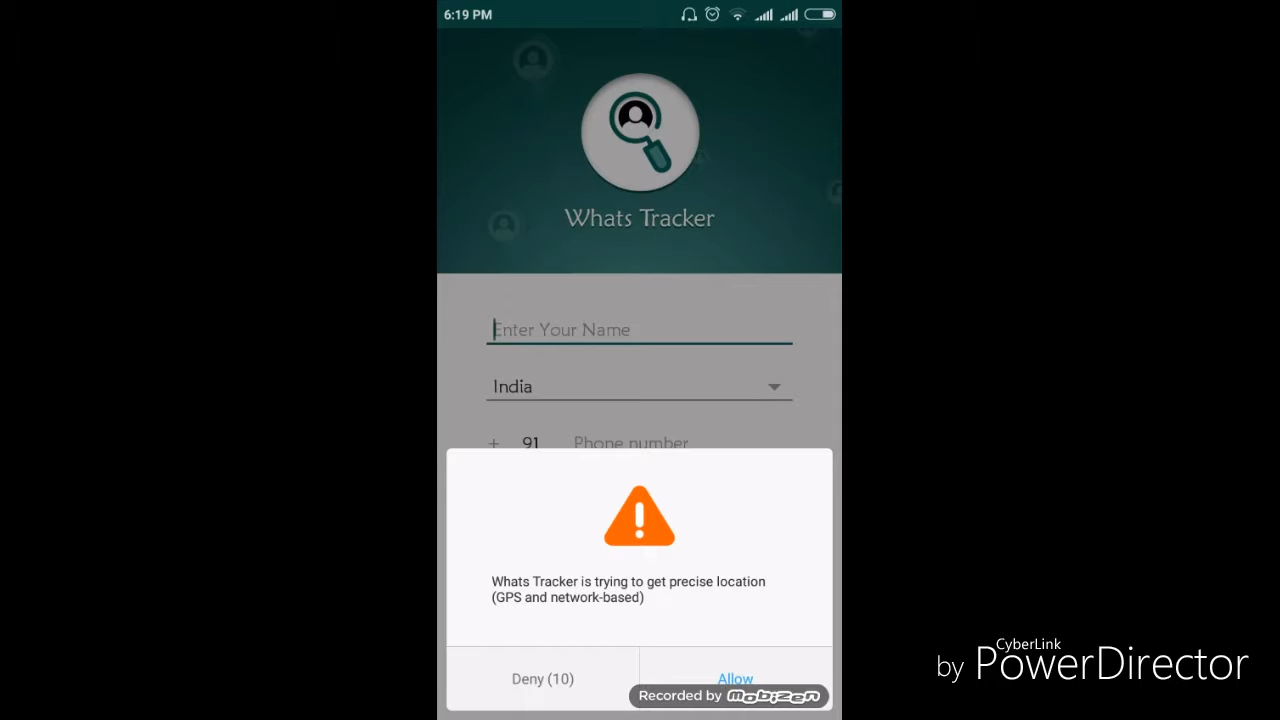 6:19 PM
Whats Tracker
Enter Your Name
India
+ 91 Phone number
Whats Tracker is trying to get precise location
(GPS and network-based)
Deny (10) Allow
Recorded by mobizen
CyberLink
by PowerDirector